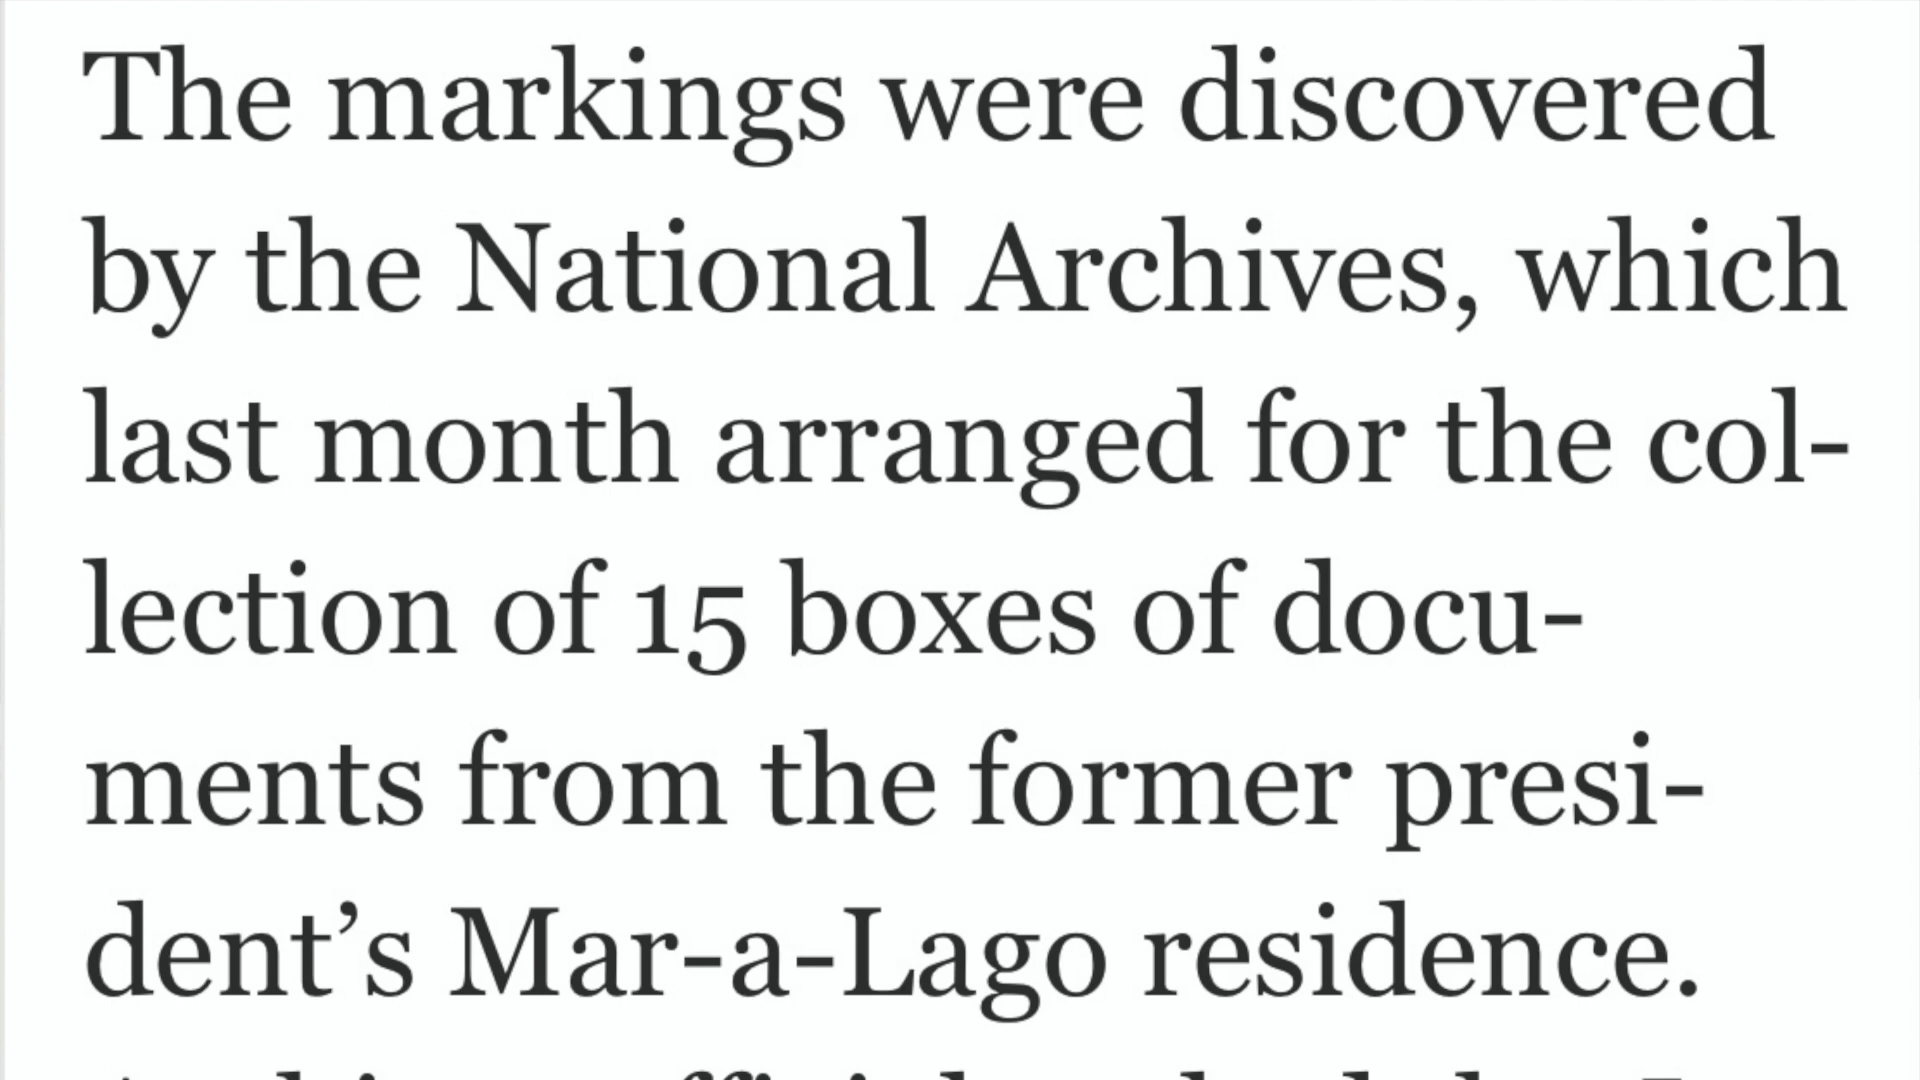 The markings were discovered
by the National Archives, which
last month arranged for the col-
lection of 15 boxes of docu-
ments from the former presi-
dent’s Mar-a-Lago residence.